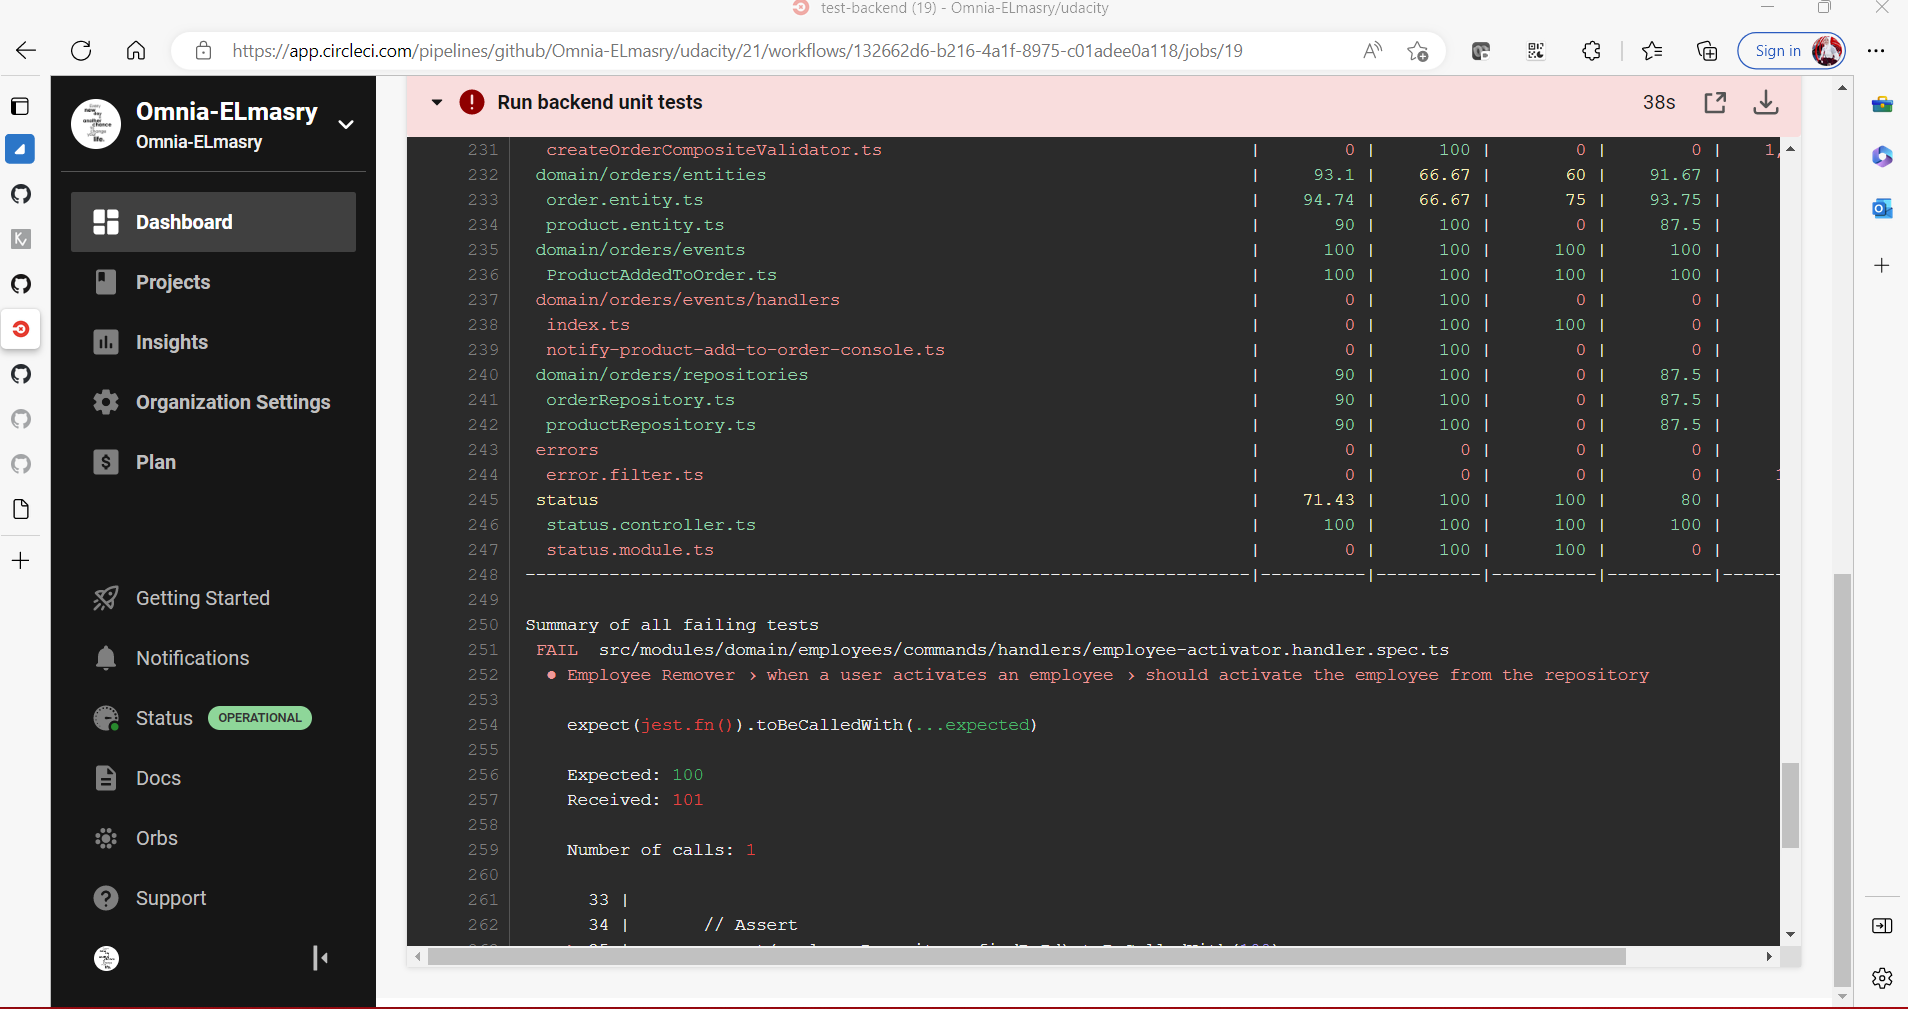 test-backend (19) - Omnia-ELmasry/udacity
https://app.circleci.com/pipelines/github/Omnia-ELmasry/udacity/21/workflows/132662d6-b216-4a1f-8975-c01adee0a118/jobs/19
Sign in
Omnia-ELmasry
Omnia-ELmasry
Dashboard
Projects
Insights
Organization Settings
Plan
Getting Started
Notifications
Status OPERATIONAL
Docs
Orbs
Support
Run backend unit tests 38s
231 createOrderCompositeValidator.ts | 0 | 100 | 0 | 0 | 1,
232 domain/orders/entities | 93.1 | 66.67 | 60 | 91.67 |
233 order.entity.ts | 94.74 | 66.67 | 75 | 93.75 |
234 product.entity.ts | 90 | 100 | 0 | 87.5 |
235 domain/orders/events | 100 | 100 | 100 | 100 |
236 ProductAddedToOrder.ts | 100 | 100 | 100 | 100 |
237 domain/orders/events/handlers | 0 | 100 | 0 | 0 |
238 index.ts | 0 | 100 | 100 | 0 |
239 notify-product-add-to-order-console.ts | 0 | 100 | 0 | 0 |
240 domain/orders/repositories | 90 | 100 | 0 | 87.5 |
241 orderRepository.ts | 90 | 100 | 0 | 87.5 |
242 productRepository.ts | 90 | 100 | 0 | 87.5 |
243 errors | 0 | 0 | 0 | 0 |
244 error.filter.ts | 0 | 0 | 0 | 0 |
245 status | 71.43 | 100 | 100 | 80 |
246 status.controller.ts | 100 | 100 | 100 | 100 |
247 status.module.ts | 0 | 100 | 100 | 0 |
248 ---------------------------------------------------------------------|----------|----------|----------|----------|------
249
250 Summary of all failing tests
251 FAIL src/modules/domain/employees/commands/handlers/employee-activator.handler.spec.ts
252 ● Employee Remover › when a user activates an employee › should activate the employee from the repository
253
254 expect(jest.fn()).toBeCalledWith(...expected)
255
256 Expected: 100
257 Received: 101
258
259 Number of calls: 1
260
261 33 |
262 34 | // Assert